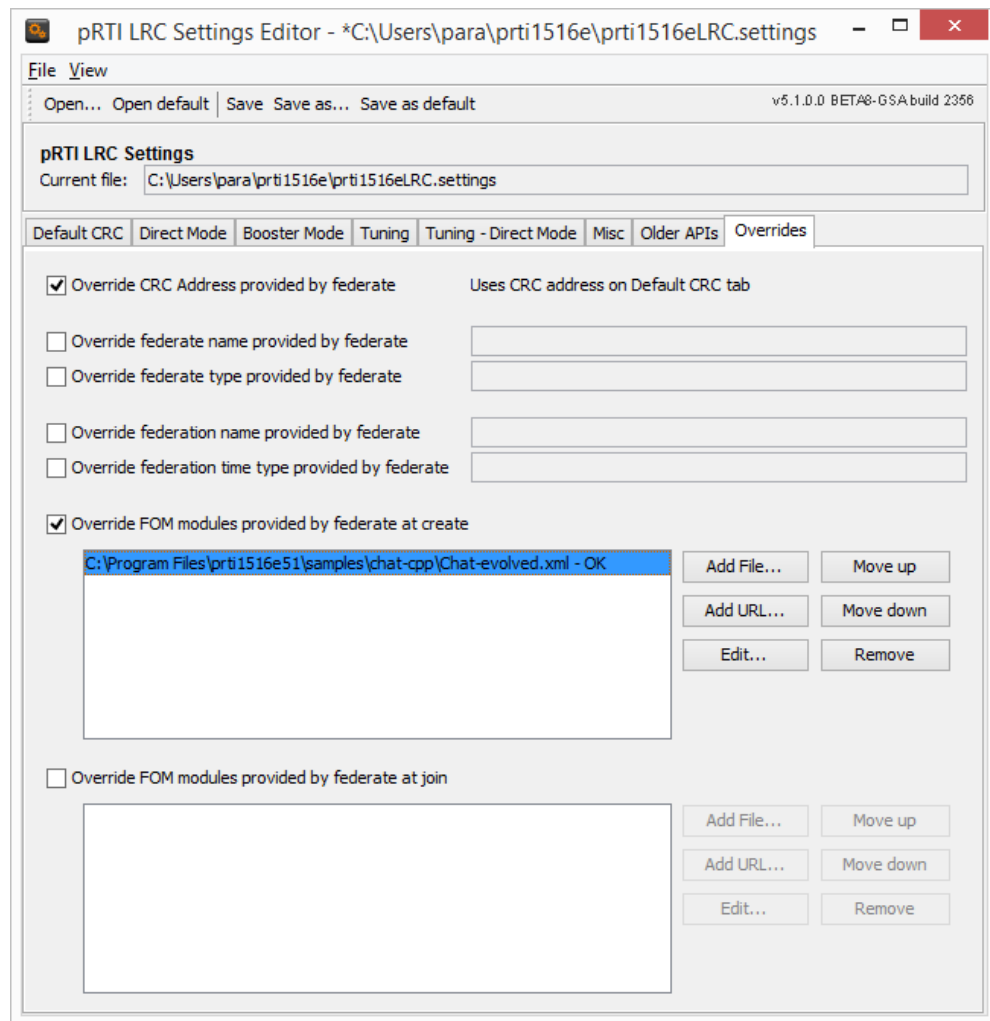 pRTI LRC Settings Editor - *C:\Users\para\prti1516e\prti1516eLRC.settings
File View
Open... Open default Save Save as... Save as default v5.1.0.0 BETA8-GSA build 2356
pRTI LRC Settings
Current file: C:\Users\para\prti1516e\prti1516eLRC.settings
Default CRC Direct Mode Booster Mode Tuning Tuning - Direct Mode Misc Older APIs Overrides
Override CRC Address provided by federate Uses CRC address on Default CRC tab
Override federate name provided by federate
Override federate type provided by federate
Override federation name provided by federate
Override federation time type provided by federate
Override FOM modules provided by federate at create
C:\Program Files\prti1516e51\samples\chat-cpp\Chat-evolved.xml - OK Add File... Move up
Add URL... Move down
Edit... Remove
Override FOM modules provided by federate at join
Add File... Move up
Add URL... Move down
Edit... Remove